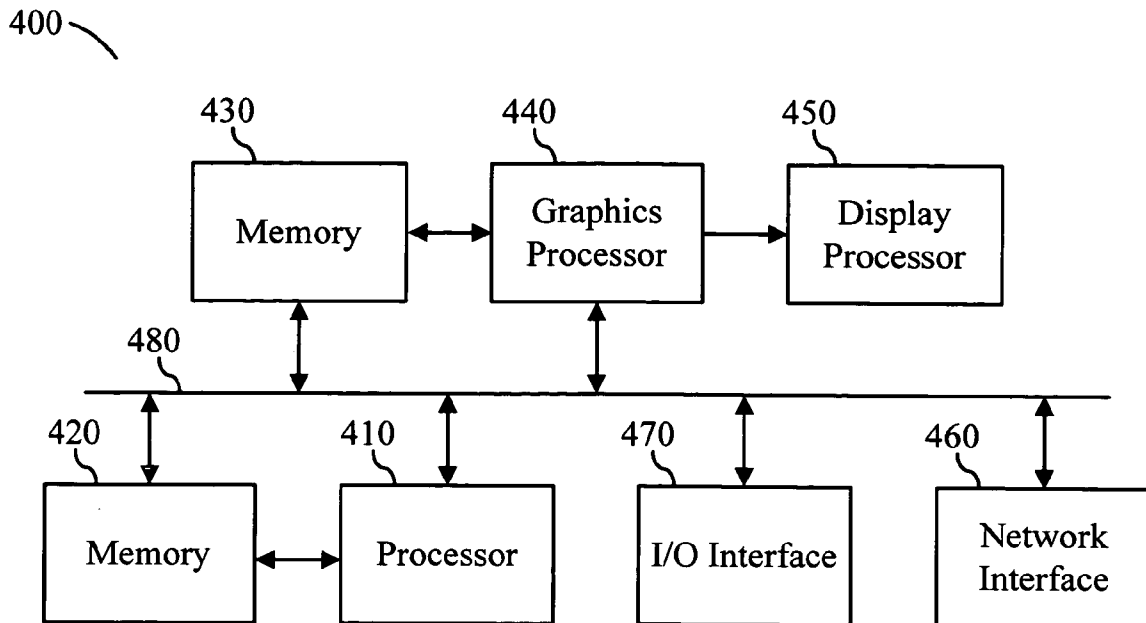 400
430
440
450
Memory
Graphics
Processor
Display
Processor
480
420
410
470
460
Memory
Processor
I/O Interface
Network
Interface